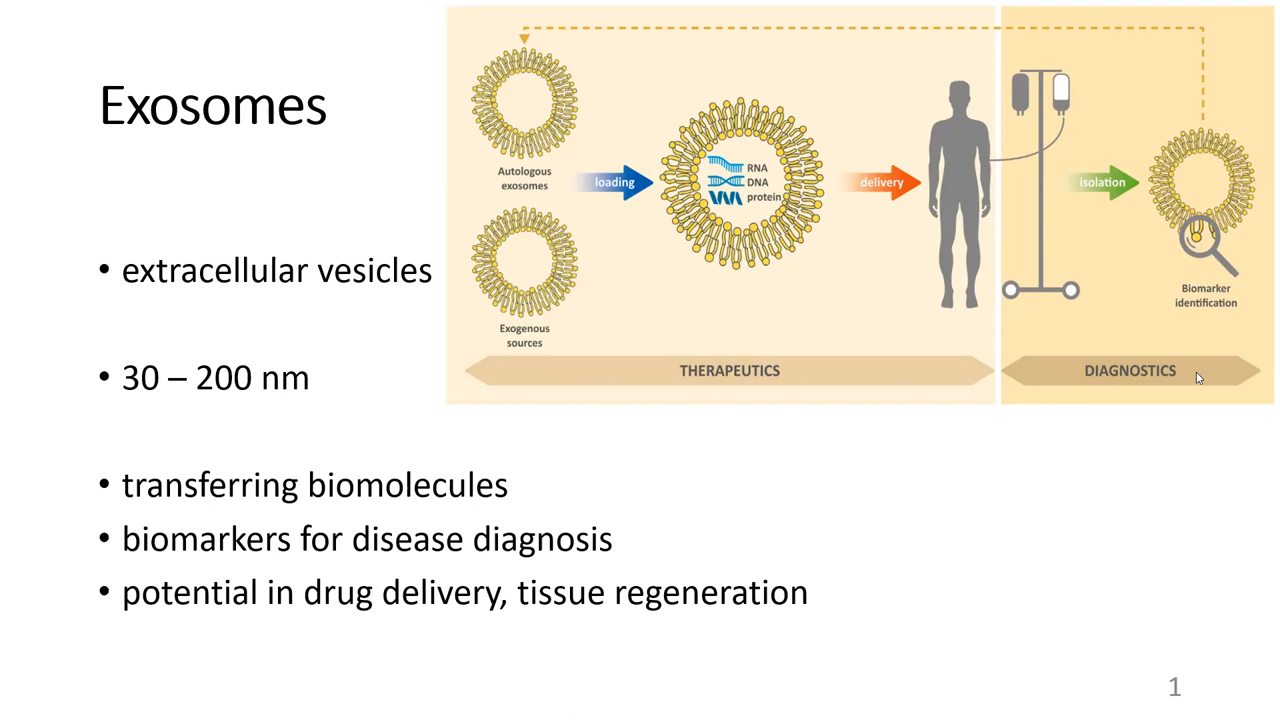 Exosomes
• extracellular vesicles
• 30 – 200 nm
• transferring biomolecules
• biomarkers for disease diagnosis
• potential in drug delivery, tissue regeneration
Autologous
exosomes
Exogenous
sources
loading
RNA
DNA
protein
delivery
isolation
Biomarker
identification
THERAPEUTICS
DIAGNOSTICS
1